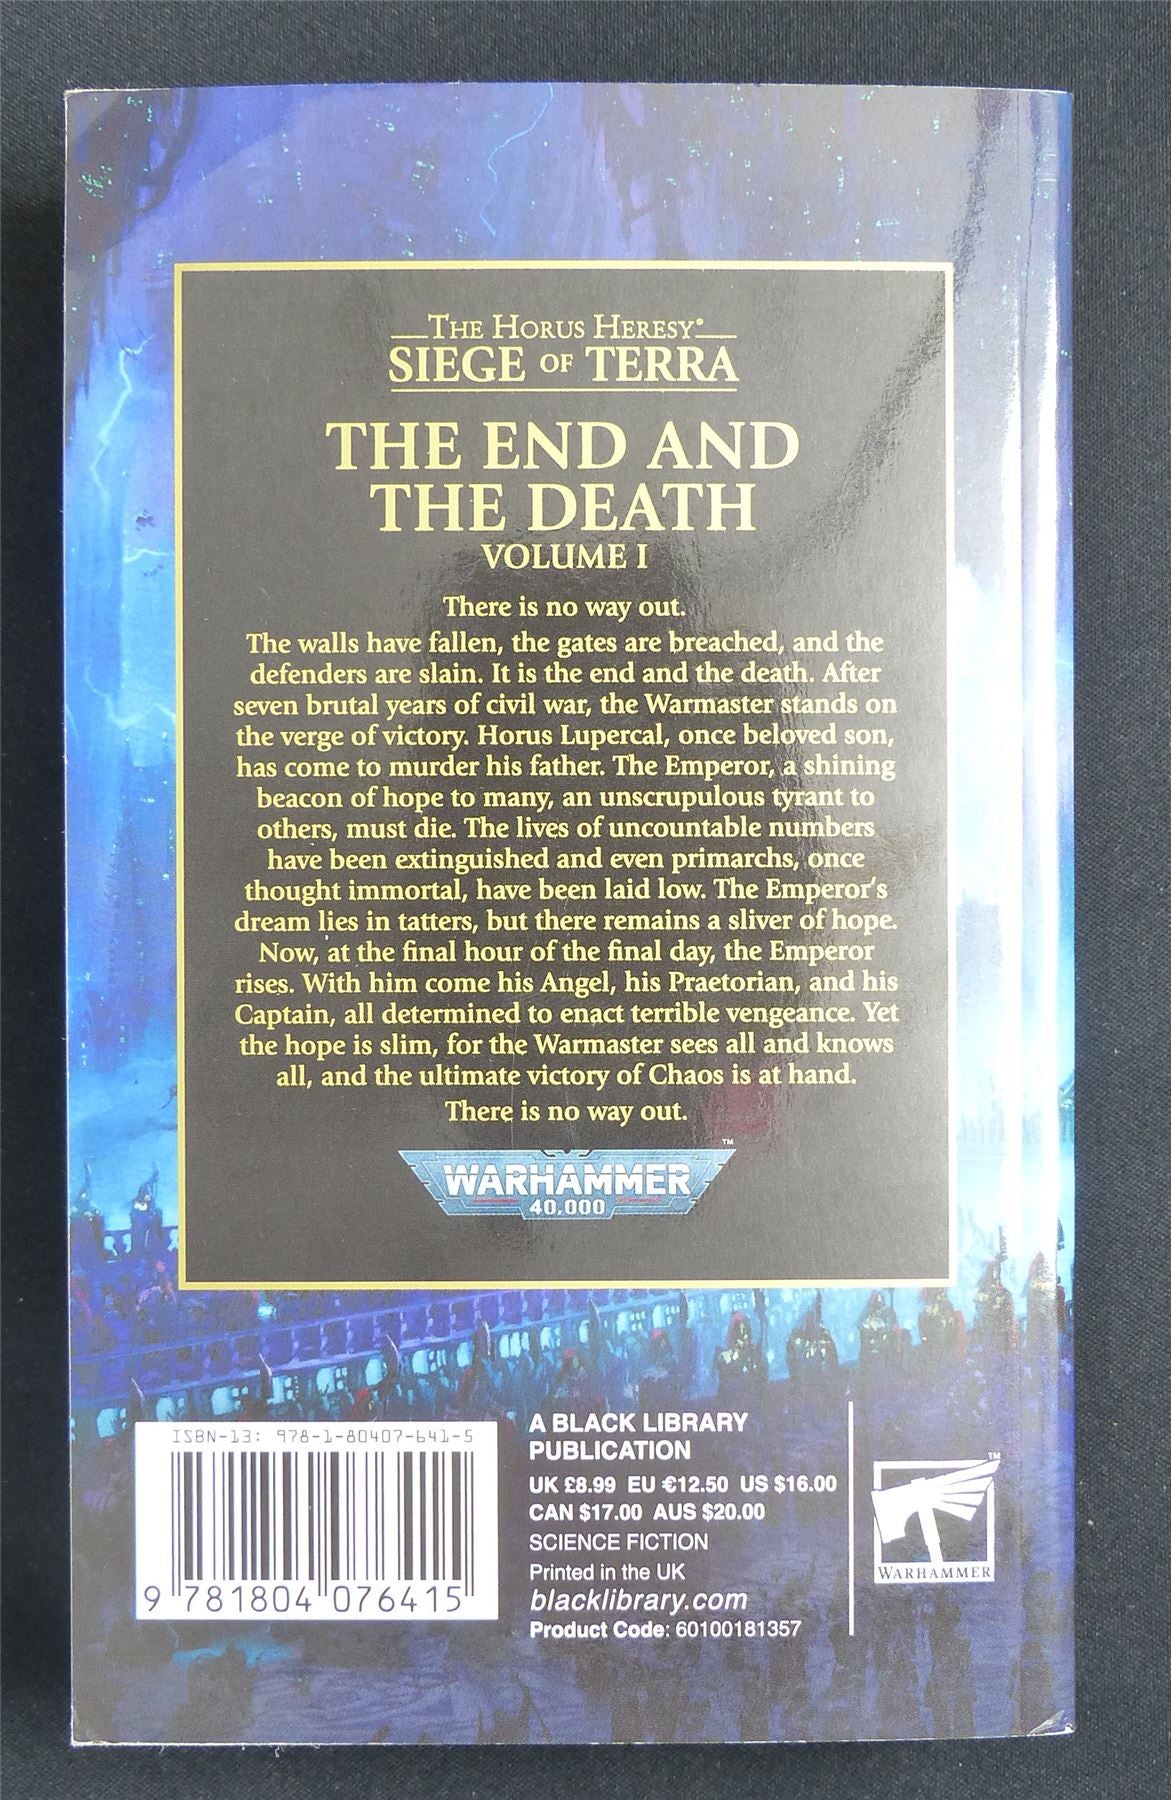 THE HORUS HERESY®
SIEGE OF TERRA
THE END AND
THE DEATH
VOLUME I
There is no way out.
The walls have fallen, the gates are breached, and the
defenders are slain. It is the end and the death. After
seven brutal years of civil war, the Warmaster stands on
the verge of victory. Horus Lupercal, once beloved son,
has come to murder his father. The Emperor, a shining
beacon of hope to many, an unscrupulous tyrant to
others, must die. The lives of uncountable numbers
have been extinguished and even primarchs, once
thought immortal, have been laid low. The Emperor's
dream lies in tatters, but there remains a sliver of hope.
Now, at the final hour of the final day, the Emperor
rises. With him come his Angel, his Praetorian, and his
Captain, all determined to enact terrible vengeance. Yet
the hope is slim, for the Warmaster sees all and knows
all, and the ultimate victory of Chaos is at hand.
There is no way out.
WARHAMMER™
40,000
ISBN-13: 978-1-80407-641-5
9 781804 076415
A BLACK LIBRARY
PUBLICATION
UK £8.99 EU €12.50 US $16.00
CAN $17.00 AUS $20.00
SCIENCE FICTION
Printed in the UK
blacklibrary.com
Product Code: 60100181357
™
WARHAMMER